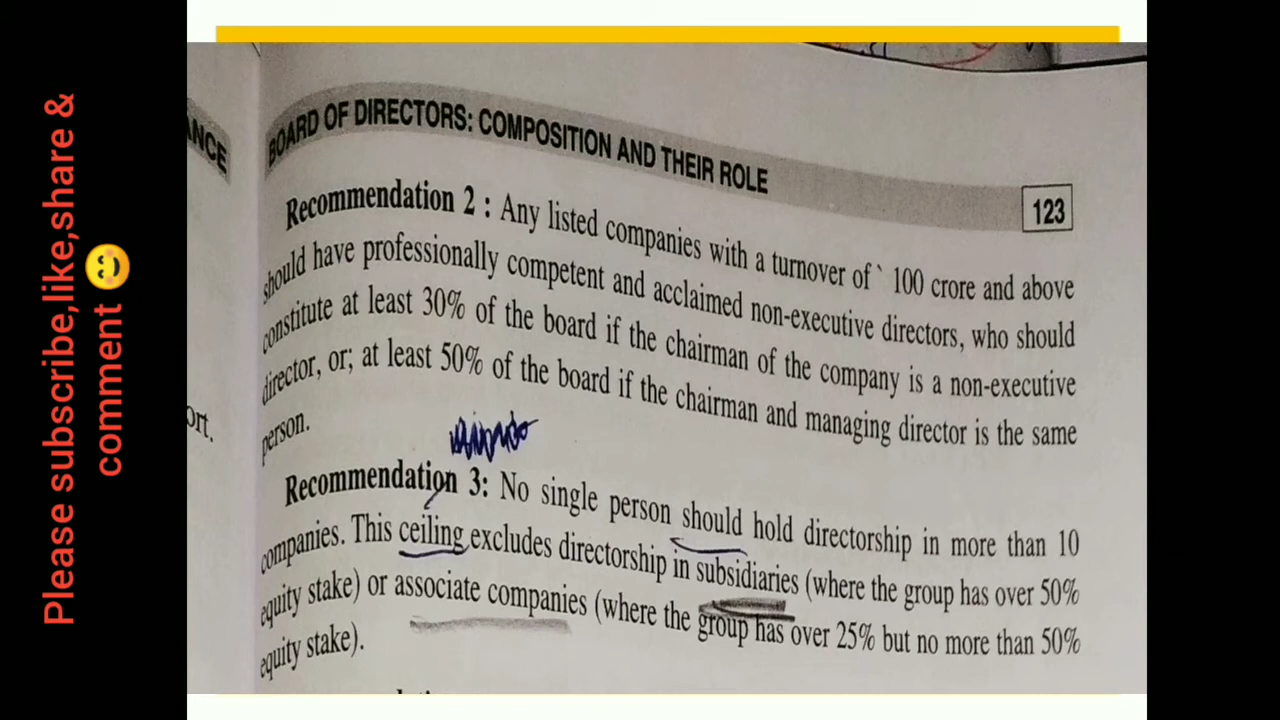 Please subscribe,like,share &
comment 😊
ANCE
BOARD OF DIRECTORS: COMPOSITION AND THEIR ROLE
123
Recommendation 2 : Any listed companies with a turnover of ` 100 crore and above
should have professionally competent and acclaimed non-executive directors, who should
constitute at least 30% of the board if the chairman of the company is a non-executive
director, or; at least 50% of the board if the chairman and managing director is the same
person.
ort.
Recommendation 3: No single person should hold directorship in more than 10
companies. This ceiling excludes directorship in subsidiaries (where the group has over 50%
equity stake) or associate companies (where the group has over 25% but no more than 50%
equity stake).